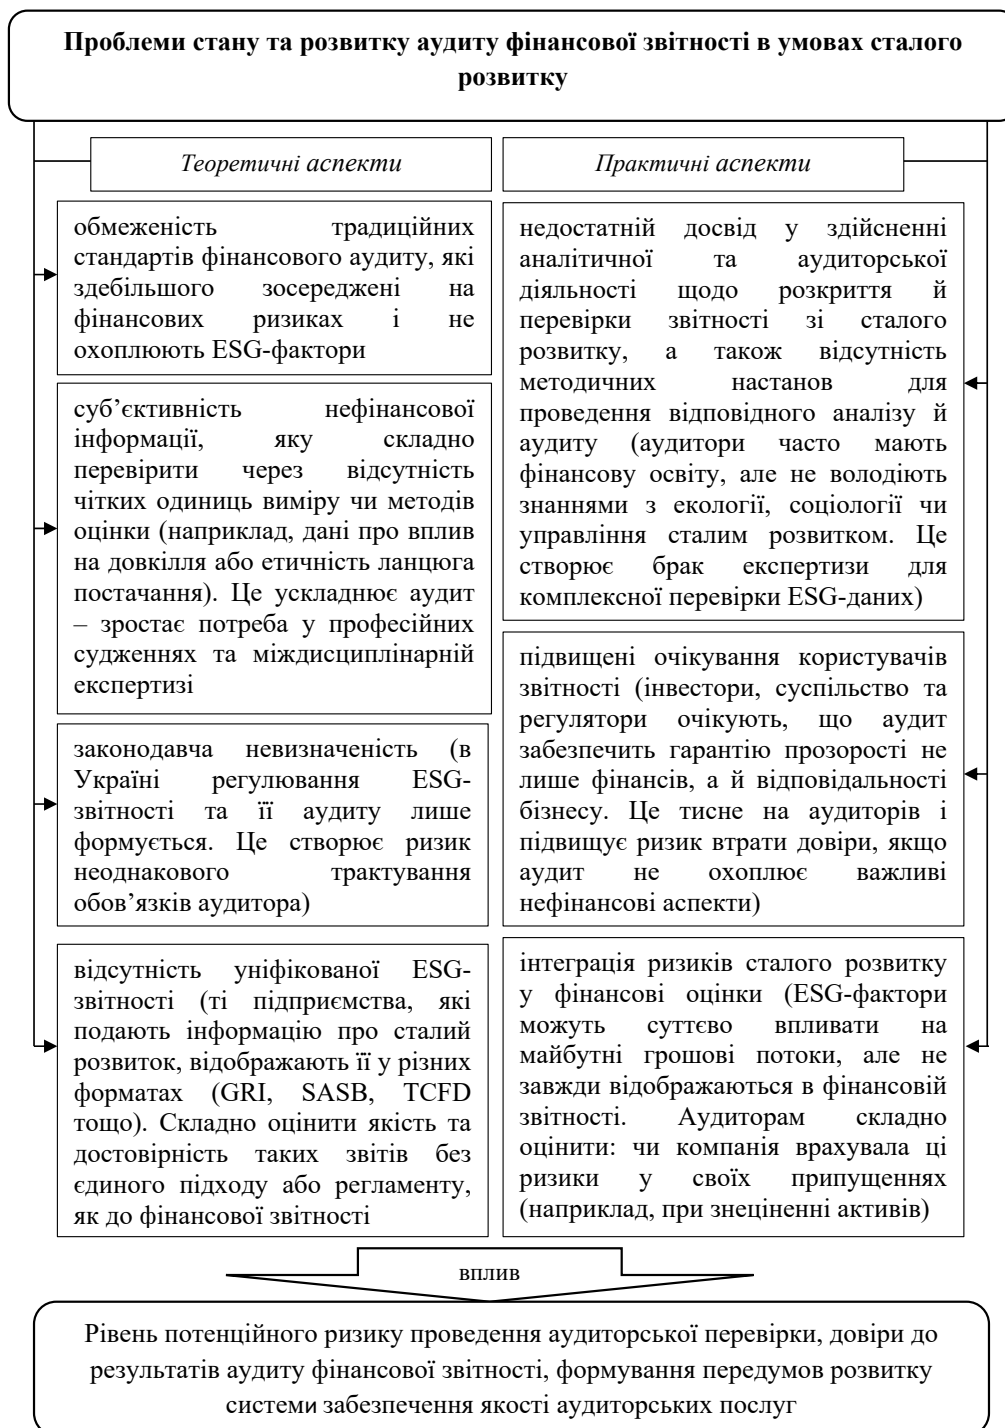 Проблеми стану та розвитку аудиту фінансової звітності в умовах сталого
розвитку
Теоретичні аспекти
обмеженість традиційних
стандартів фінансового аудиту, які
здебільшого зосереджені на
фінансових ризиках і не
охоплюють ESG-фактори
суб’єктивність нефінансової
інформації, яку складно
перевірити через відсутність
чітких одиниць виміру чи методів
оцінки (наприклад, дані про вплив
на довкілля або етичність ланцюга
постачання). Це ускладнює аудит
– зростає потреба у професійних
судженнях та міждисциплінарній
експертизі
законодавча невизначеність (в
Україні регулювання ESG-
звітності та її аудиту лише
формується. Це створює ризик
неоднакового трактування
обов’язків аудитора)
відсутність уніфікованої ESG-
звітності (ті підприємства, які
подають інформацію про сталий
розвиток, відображають її у різних
форматах (GRI, SASB, TCFD
тощо). Складно оцінити якість та
достовірність таких звітів без
єдиного підходу або регламенту,
як до фінансової звітності
Практичні аспекти
недостатній досвід у здійсненні
аналітичної та аудиторської
діяльності щодо розкриття й
перевірки звітності зі сталого
розвитку, а також відсутність
методичних настанов для
проведення відповідного аналізу й
аудиту (аудитори часто мають
фінансову освіту, але не володіють
знаннями з екології, соціології чи
управління сталим розвитком. Це
створює брак експертизи для
комплексної перевірки ESG-даних)
підвищені очікування користувачів
звітності (інвестори, суспільство та
регулятори очікують, що аудит
забезпечить гарантію прозорості не
лише фінансів, а й відповідальності
бізнесу. Це тисне на аудиторів і
підвищує ризик втрати довіри, якщо
аудит не охоплює важливі
нефінансові аспекти)
інтеграція ризиків сталого розвитку
у фінансові оцінки (ESG-фактори
можуть суттєво впливати на
майбутні грошові потоки, але не
завжди відображаються в фінансовій
звітності. Аудиторам складно
оцінити: чи компанія врахувала ці
ризики у своїх припущеннях
(наприклад, при знеціненні активів)
вплив
Рівень потенційного ризику проведення аудиторської перевірки, довіри до
результатів аудиту фінансової звітності, формування передумов розвитку
системи забезпечення якості аудиторських послуг